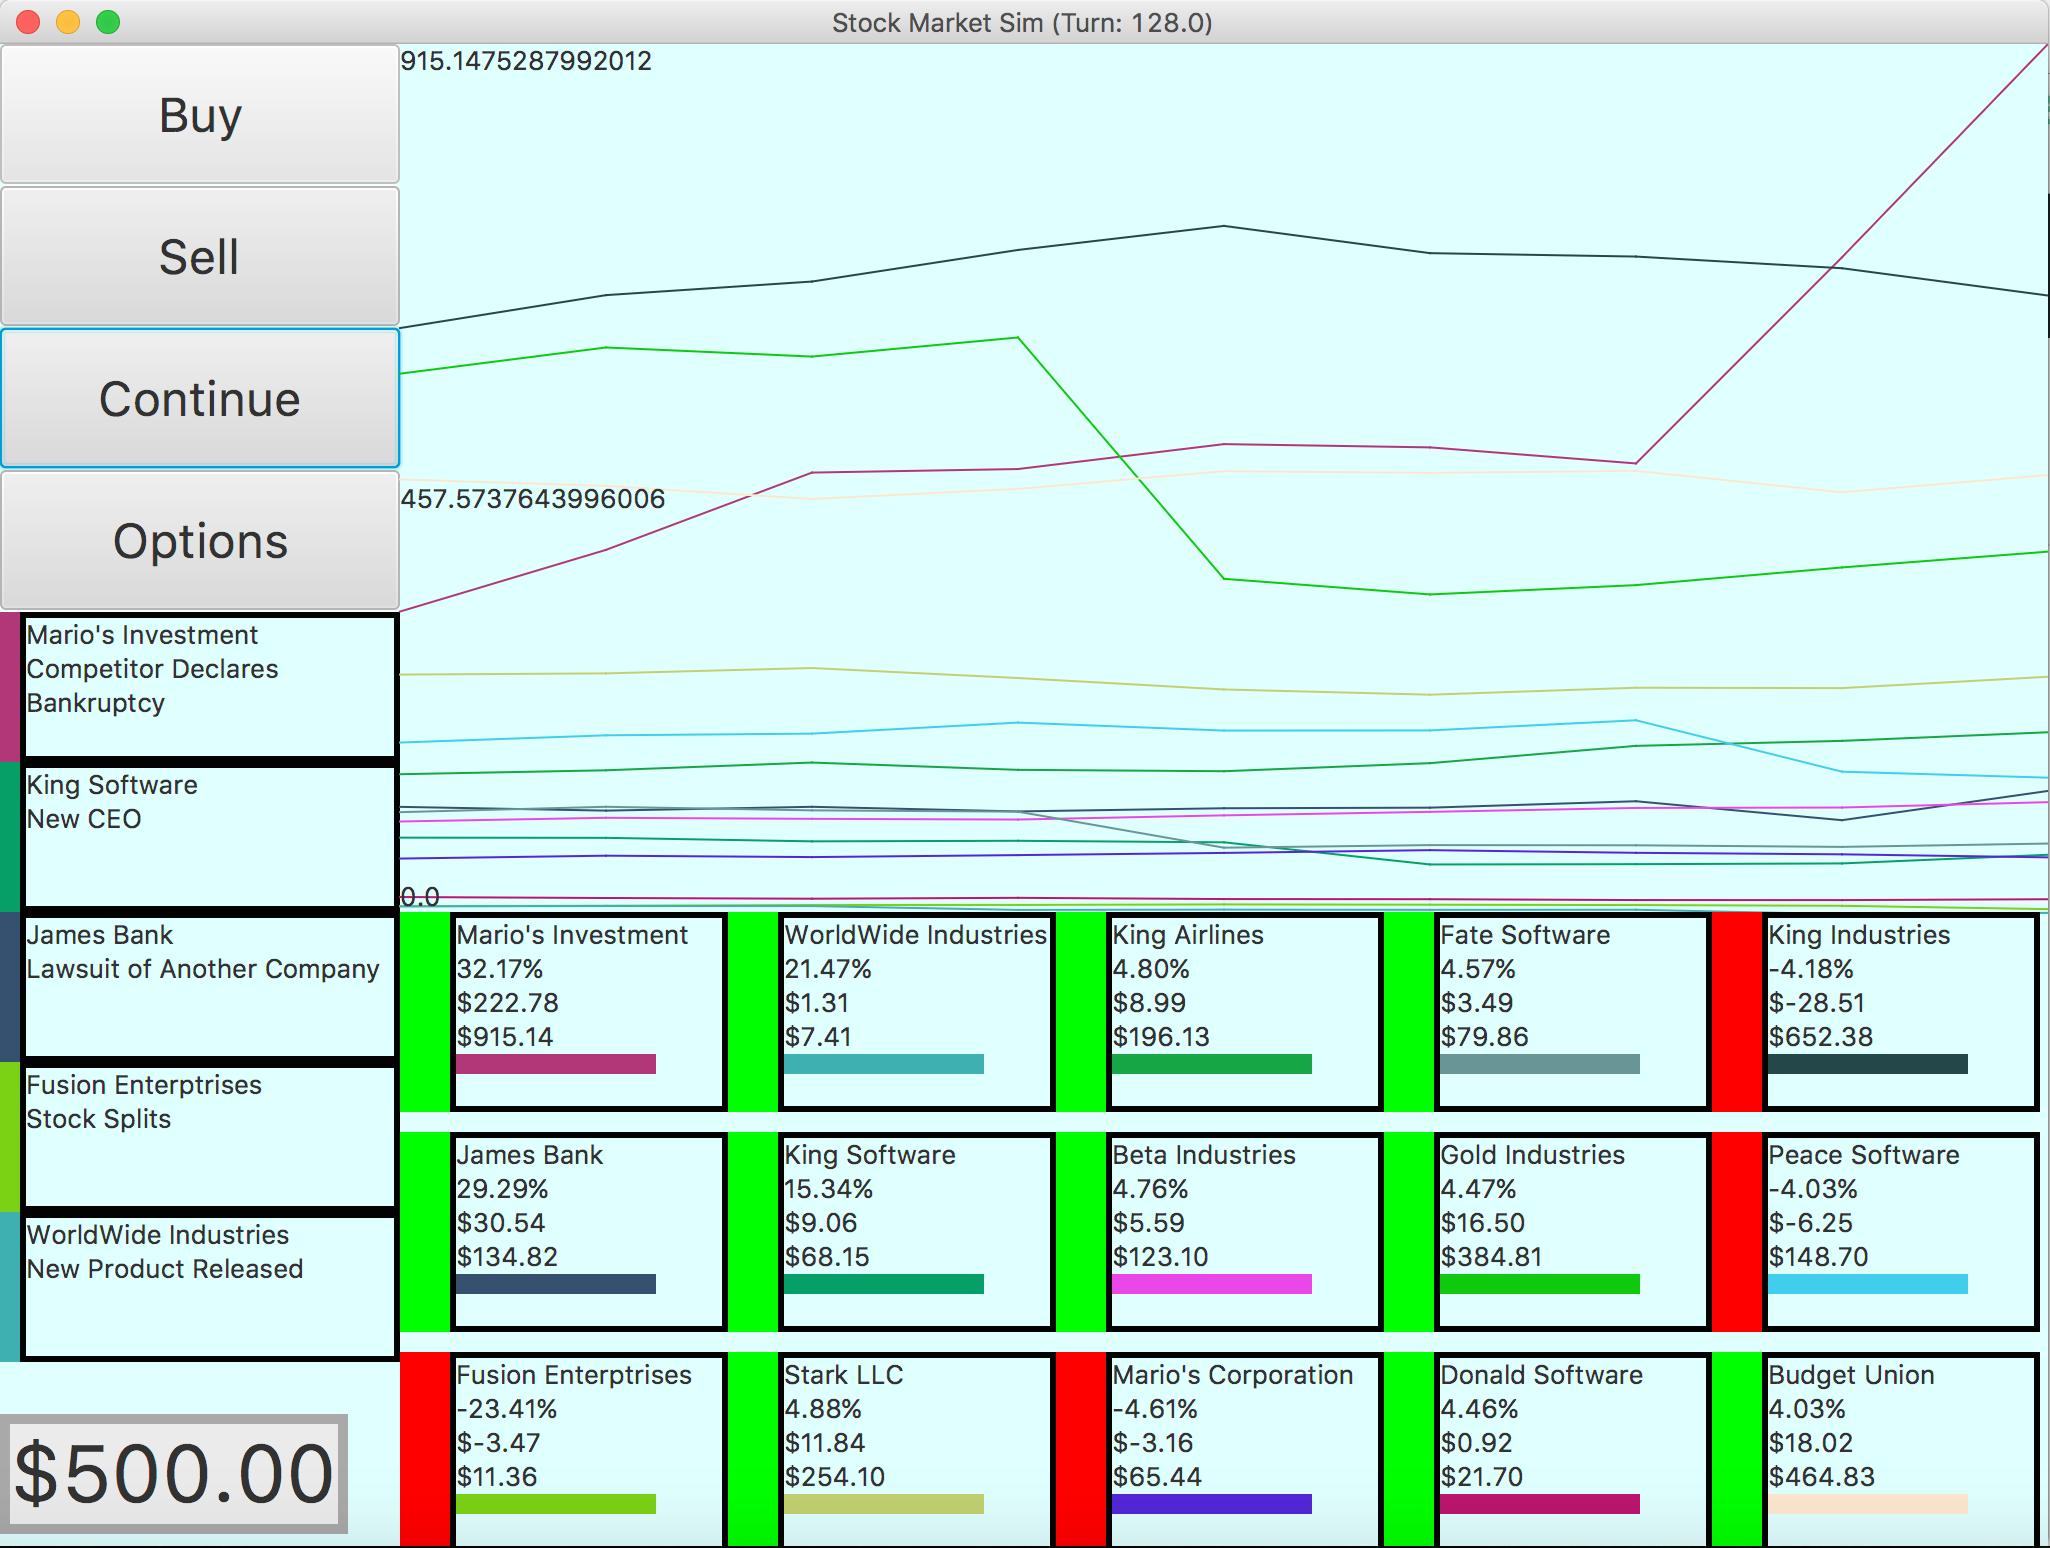 Stock Market Sim (Turn: 128.0)
Buy
Sell
Continue
Options
915.1475287992012
457.5737643996006
0.0
Mario's Investment
Competitor Declares
Bankruptcy
King Software
New CEO
James Bank
Lawsuit of Another Company
Fusion Enterptrises
Stock Splits
WorldWide Industries
New Product Released
$500.00
Mario's Investment
32.17%
$222.78
$915.14
WorldWide Industries
21.47%
$1.31
$7.41
King Airlines
4.80%
$8.99
$196.13
Fate Software
4.57%
$3.49
$79.86
King Industries
-4.18%
$-28.51
$652.38
James Bank
29.29%
$30.54
$134.82
King Software
15.34%
$9.06
$68.15
Beta Industries
4.76%
$5.59
$123.10
Gold Industries
4.47%
$16.50
$384.81
Peace Software
-4.03%
$-6.25
$148.70
Fusion Enterptrises
-23.41%
$-3.47
$11.36
Stark LLC
4.88%
$11.84
$254.10
Mario's Corporation
-4.61%
$-3.16
$65.44
Donald Software
4.46%
$0.92
$21.70
Budget Union
4.03%
$18.02
$464.83